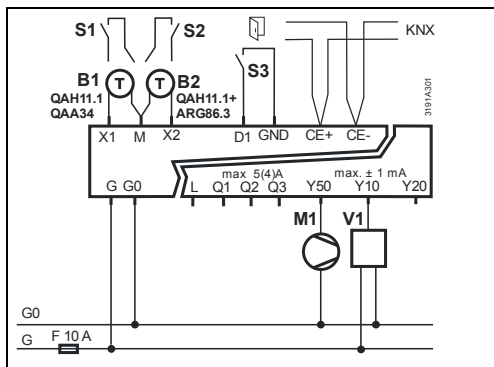 S1 S2 KNX
B1 T T B2 S3
QAH11.1 QAH11.1+
QAA34 ARG86.3
3191A301
X1 M X2 D1 GND CE+ CE-
max 5(4)A max. ± 1 mA
G G0 L Q1 Q2 Q3 Y50 Y10 Y20
M1 V1
G0
G F 10 A